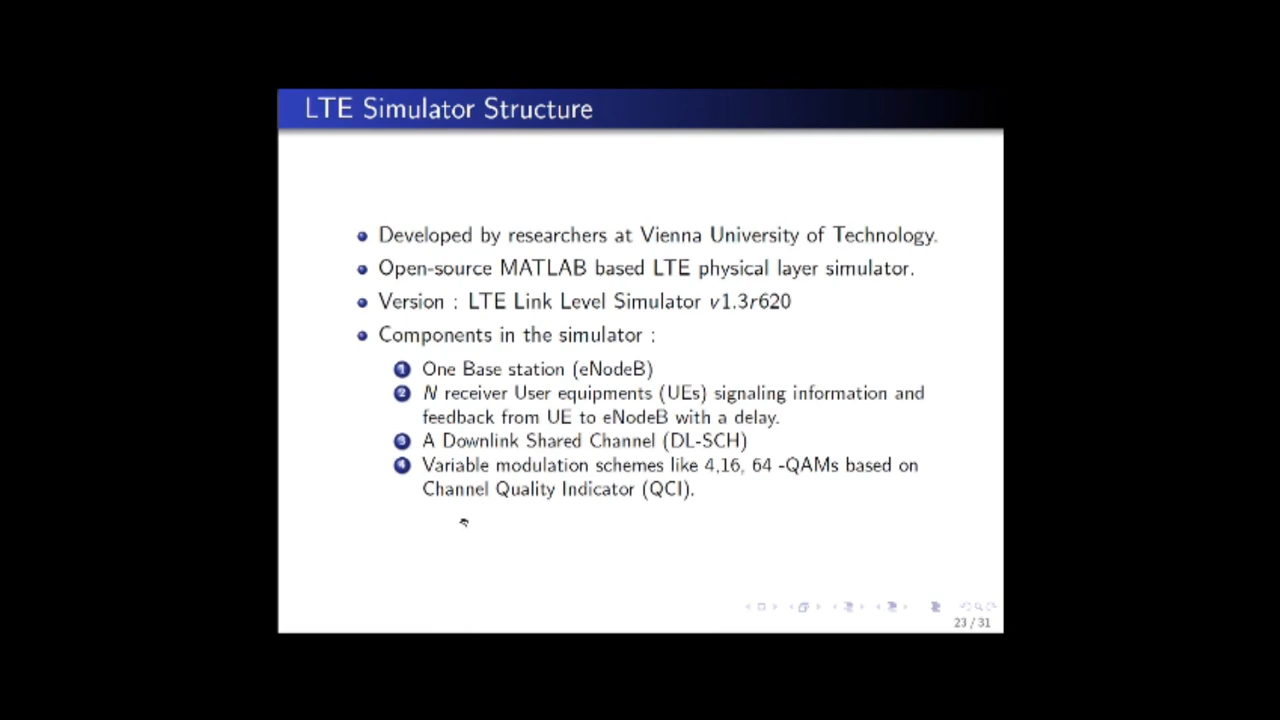 LTE Simulator Structure
Developed by researchers at Vienna University of Technology.
Open-source MATLAB based LTE physical layer simulator.
Version : LTE Link Level Simulator v1.3r620
Components in the simulator :
1 One Base station (eNodeB)
2 N receiver User equipments (UEs) signaling information and
feedback from UE to eNodeB with a delay.
3 A Downlink Shared Channel (DL-SCH)
4 Variable modulation schemes like 4,16, 64 -QAMs based on
Channel Quality Indicator (QCI).
23 / 31